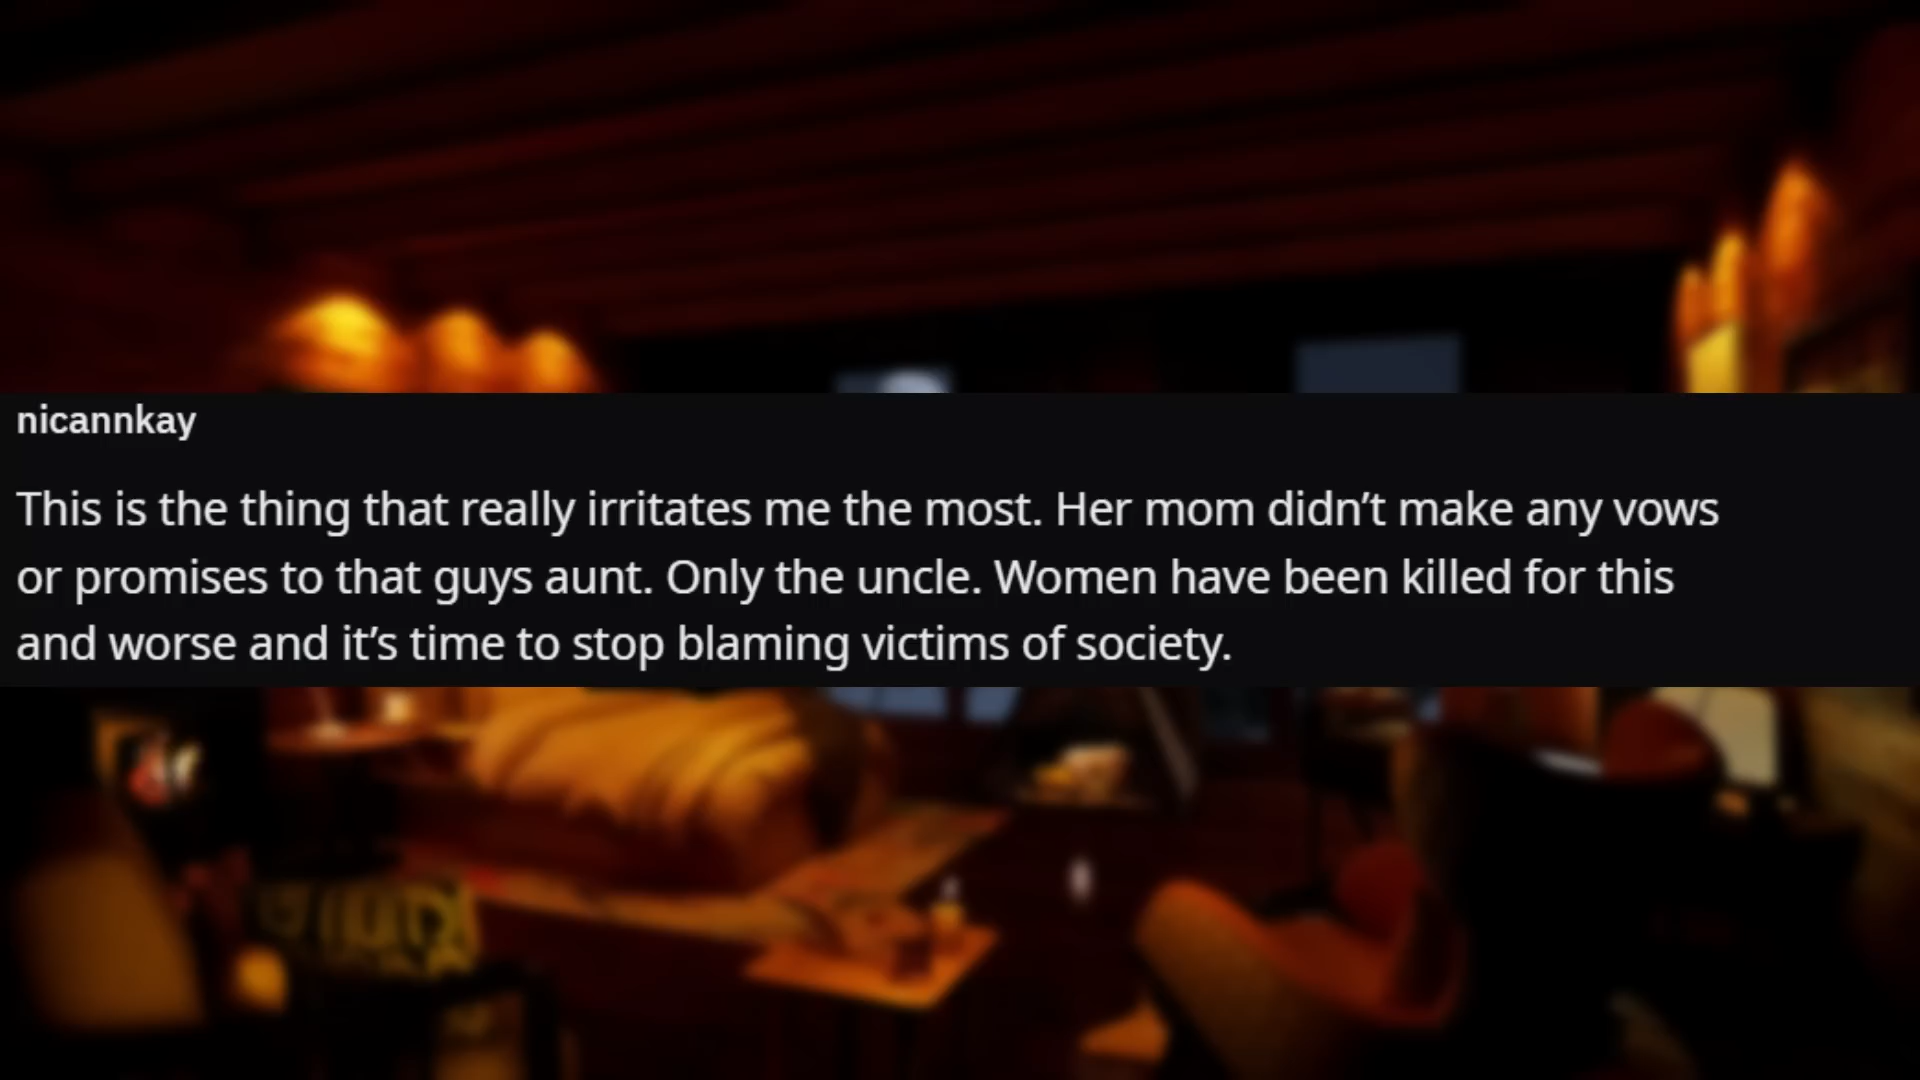 nicannkay
This is the thing that really irritates me the most. Her mom didn’t make any vows
or promises to that guys aunt. Only the uncle. Women have been killed for this
and worse and it’s time to stop blaming victims of society.